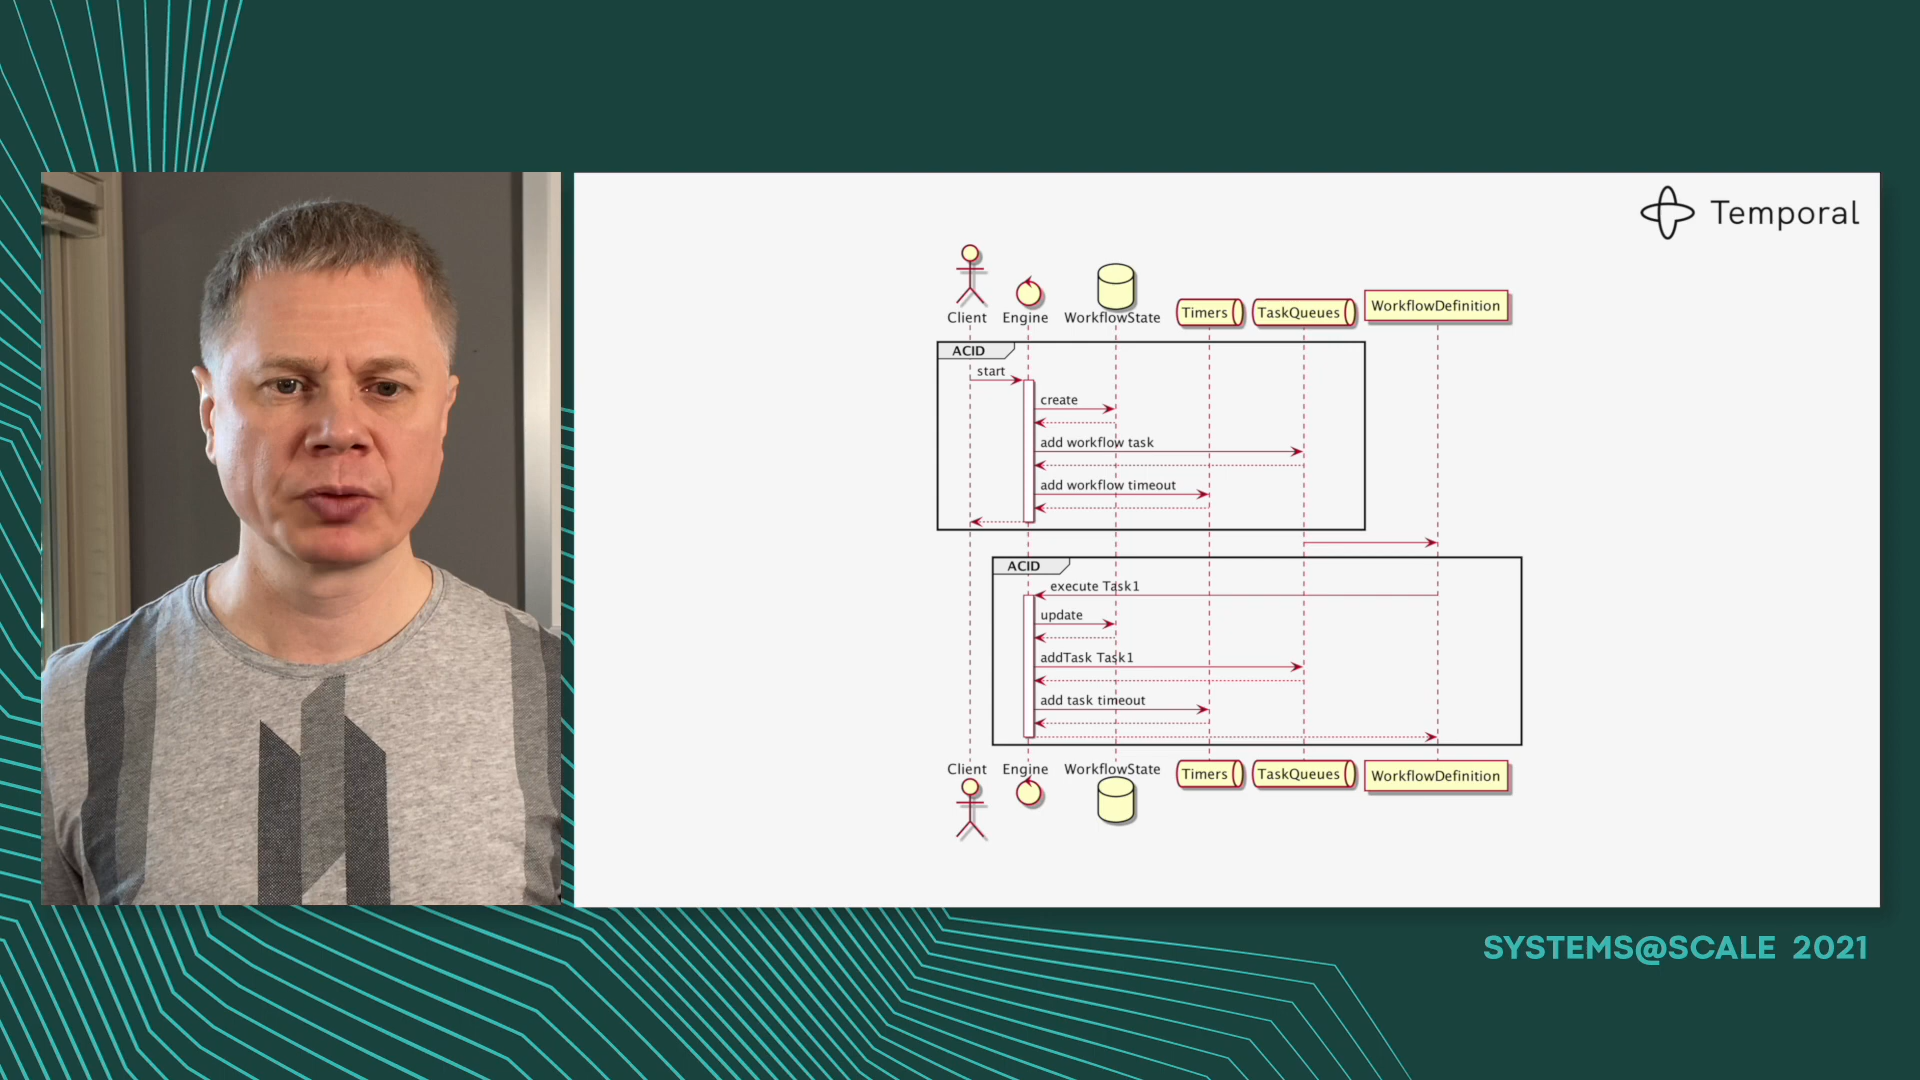 Temporal
Client Engine WorkflowState Timers TaskQueues WorkflowDefinition
ACID
start
create
add workflow task
add workflow timeout
ACID
execute Task1
update
addTask Task1
add task timeout
Client Engine WorkflowState Timers TaskQueues WorkflowDefinition
SYSTEMS@SCALE 2021